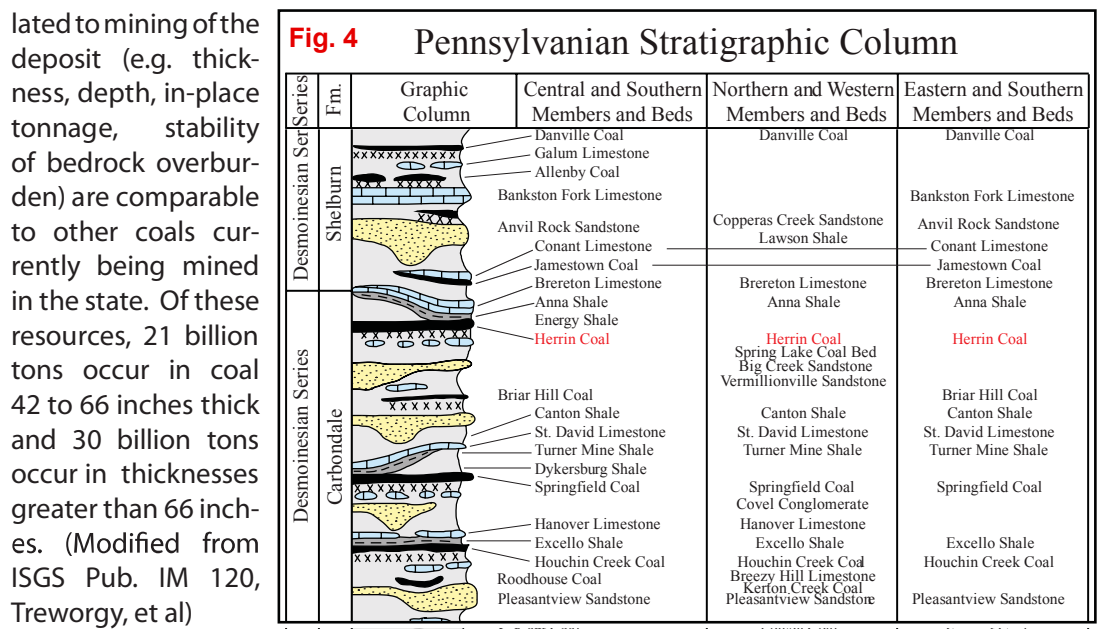 lated to mining of the
deposit (e.g. thick-
ness, depth, in-place
tonnage, stability
of bedrock overbur-
den) are comparable
to other coals cur-
rently being mined
in the state. Of these
resources, 21 billion
tons occur in coal
42 to 66 inches thick
and 30 billion tons
occur in thicknesses
greater than 66 inch-
es. (Modified from
ISGS Pub. IM 120,
Treworgy, et al)
Fig. 4
Pennsylvanian Stratigraphic Column
Series
Fm.
Graphic
Column
Central and Southern
Members and Beds
Northern and Western
Members and Beds
Eastern and Southern
Members and Beds
Desmoinesian Ser
Shelburn
Desmoinesian Series
Carbondale
Danville Coal
Galum Limestone
Allenby Coal
Bankston Fork Limestone
Anvil Rock Sandstone
Conant Limestone
Jamestown Coal
Brereton Limestone
Anna Shale
Energy Shale
Herrin Coal
Briar Hill Coal
Canton Shale
St. David Limestone
Turner Mine Shale
Dykersburg Shale
Springfield Coal
Hanover Limestone
Excello Shale
Houchin Creek Coal
Roodhouse Coal
Pleasantview Sandstone
Danville Coal
Copperas Creek Sandstone
Lawson Shale
Brereton Limestone
Anna Shale
Herrin Coal
Spring Lake Coal Bed
Big Creek Sandstone
Vermillionville Sandstone
Canton Shale
St. David Limestone
Turner Mine Shale
Springfield Coal
Covel Conglomerate
Hanover Limestone
Excello Shale
Houchin Creek Coal
Breezy Hill Limestone
Kerton Creek Coal
Pleasantview Sandstone
Danville Coal
Bankston Fork Limestone
Anvil Rock Sandstone
Conant Limestone
Jamestown Coal
Brereton Limestone
Anna Shale
Herrin Coal
Briar Hill Coal
Canton Shale
St. David Limestone
Turner Mine Shale
Springfield Coal
Excello Shale
Houchin Creek Coal
Pleasantview Sandstone